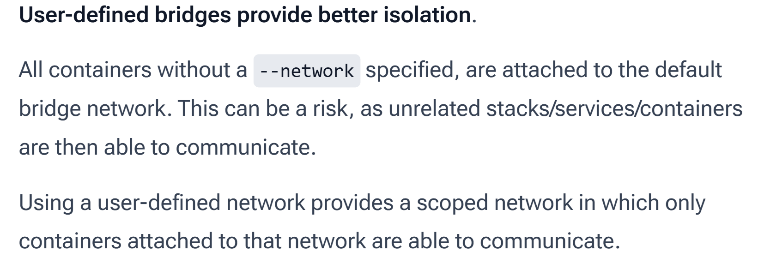 User-defined bridges provide better isolation.
All containers without a --network specified, are attached to the default
bridge network. This can be a risk, as unrelated stacks/services/containers
are then able to communicate.
Using a user-defined network provides a scoped network in which only
containers attached to that network are able to communicate.